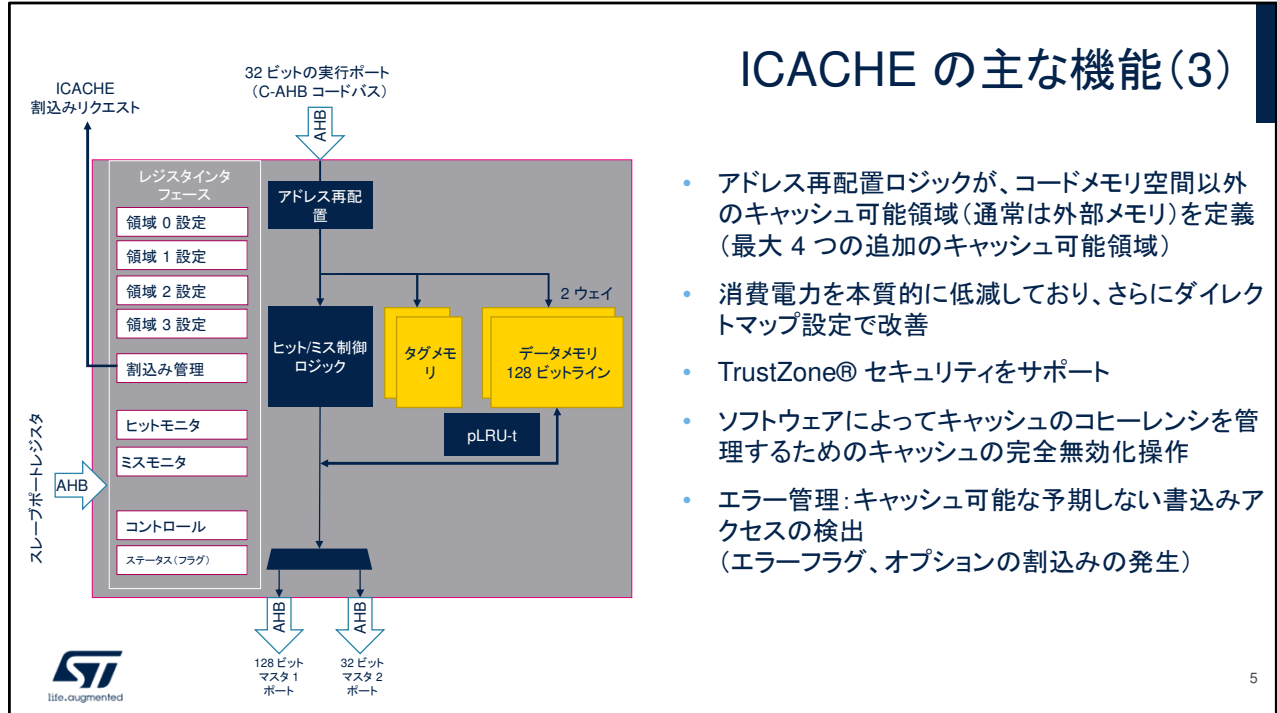 ICACHE の主な機能(3)
ICACHE
割込みリクエスト
32 ビットの実行ポート
(C-AHB コードバス)
AHB
レジスタインタ
フェース
領域 0 設定
領域 1 設定
領域 2 設定
領域 3 設定
割込み管理
ヒットモニタ
ミスモニタ
コントロール
ステータス(フラグ)
スレーブポートレジスタ
AHB
アドレス再配
置
ヒット/ミス制御
ロジック
タグメモ
リ
2 ウェイ
データメモリ
128 ビットライン
pLRU-t
AHB
AHB
128 ビット
マスタ 1
ポート
32 ビット
マスタ 2
ポート
• アドレス再配置ロジックが、コードメモリ空間以外
のキャッシュ可能領域(通常は外部メモリ)を定義
(最大 4 つの追加のキャッシュ可能領域)
• 消費電力を本質的に低減しており、さらにダイレク
トマップ設定で改善
• TrustZone® セキュリティをサポート
• ソフトウェアによってキャッシュのコヒーレンシを管
理するためのキャッシュの完全無効化操作
• エラー管理:キャッシュ可能な予期しない書込みア
クセスの検出
(エラーフラグ、オプションの割込みの発生)
ST
life.augmented
5